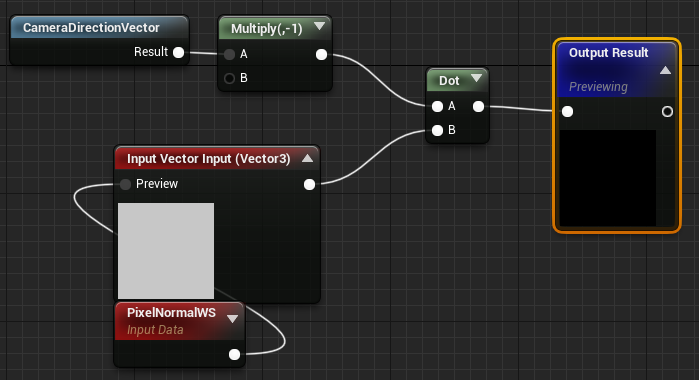 CameraDirectionVector
Result
Multiply(,-1)
A
B
Dot
A
B
Output Result
Previewing
Input Vector Input (Vector3)
Preview
PixelNormalWS
Input Data